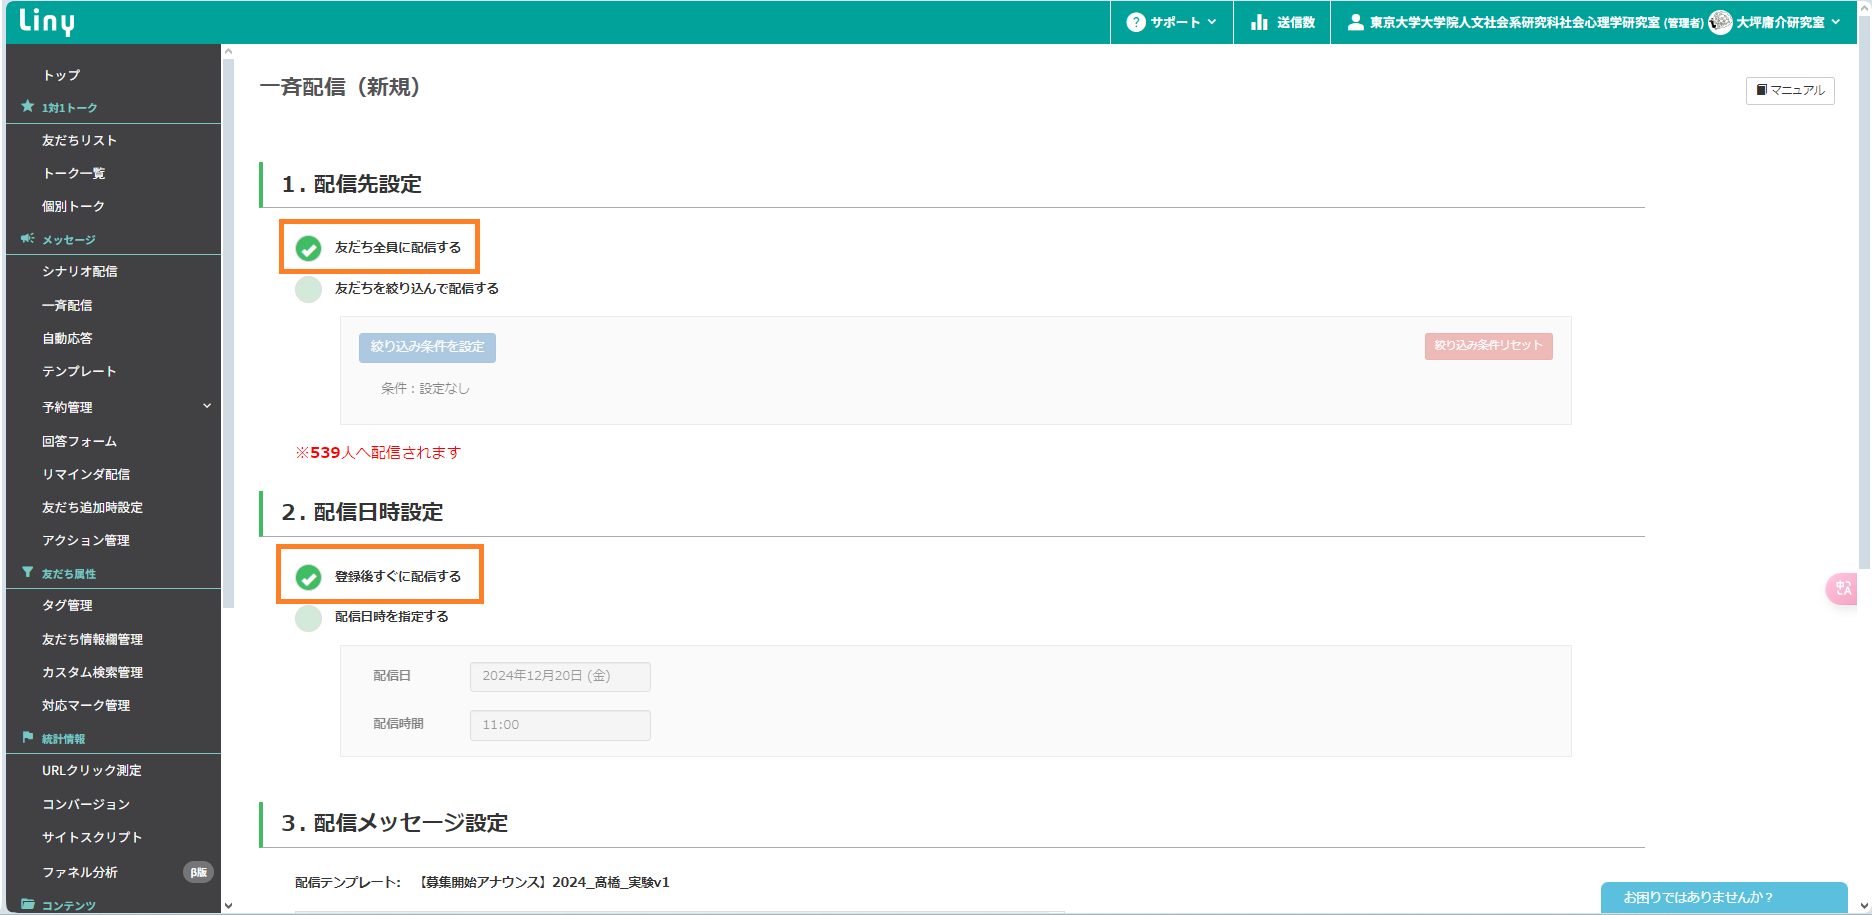 Liny
サポート
送信数
東京大学大学院人文社会系研究科社会心理学研究室 (管理者)
大坪庸介研究室
トップ
1対1トーク
友だちリスト
トーク一覧
個別トーク
メッセージ
シナリオ配信
一斉配信
自動応答
テンプレート
予約管理
回答フォーム
リマインダ配信
友だち追加時設定
アクション管理
友だち属性
タグ管理
友だち情報欄管理
カスタム検索管理
対応マーク管理
統計情報
URLクリック測定
コンバージョン
サイトスクリプト
ファネル分析 β版
コンテンツ
一斉配信（新規）
マニュアル
1. 配信先設定
友だち全員に配信する
友だちを絞り込んで配信する
絞り込み条件を設定
絞り込み条件リセット
条件：設定なし
※539人へ配信されます
2. 配信日時設定
登録後すぐに配信する
配信日時を指定する
配信日 2024年12月20日 (金)
配信時間 11:00
3. 配信メッセージ設定
配信テンプレート: 【募集開始アナウンス】2024_髙橋_実験v1
中 A
お困りではありませんか？